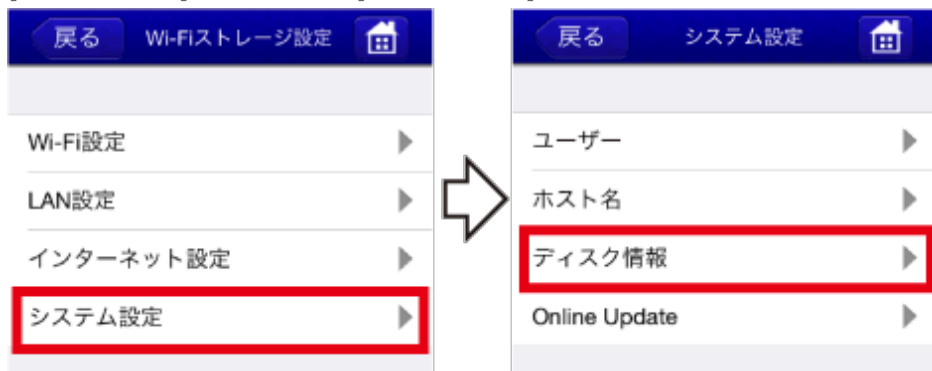 戻る Wi-Fiストレージ設定
Wi-Fi設定
LAN設定
インターネット設定
システム設定
戻る システム設定
ユーザー
ホスト名
ディスク情報
Online Update